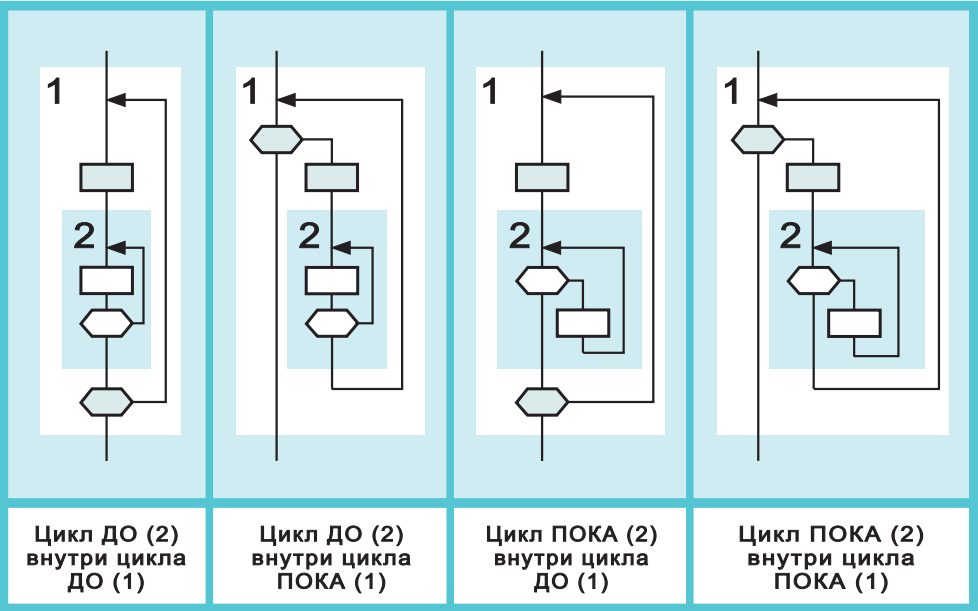 1
2
Цикл ДО (2)
внутри цикла
ДО (1)
1
2
Цикл ДО (2)
внутри цикла
ПОКА (1)
1
2
Цикл ПОКА (2)
внутри цикла
ДО (1)
1
2
Цикл ПОКА (2)
внутри цикла
ПОКА (1)